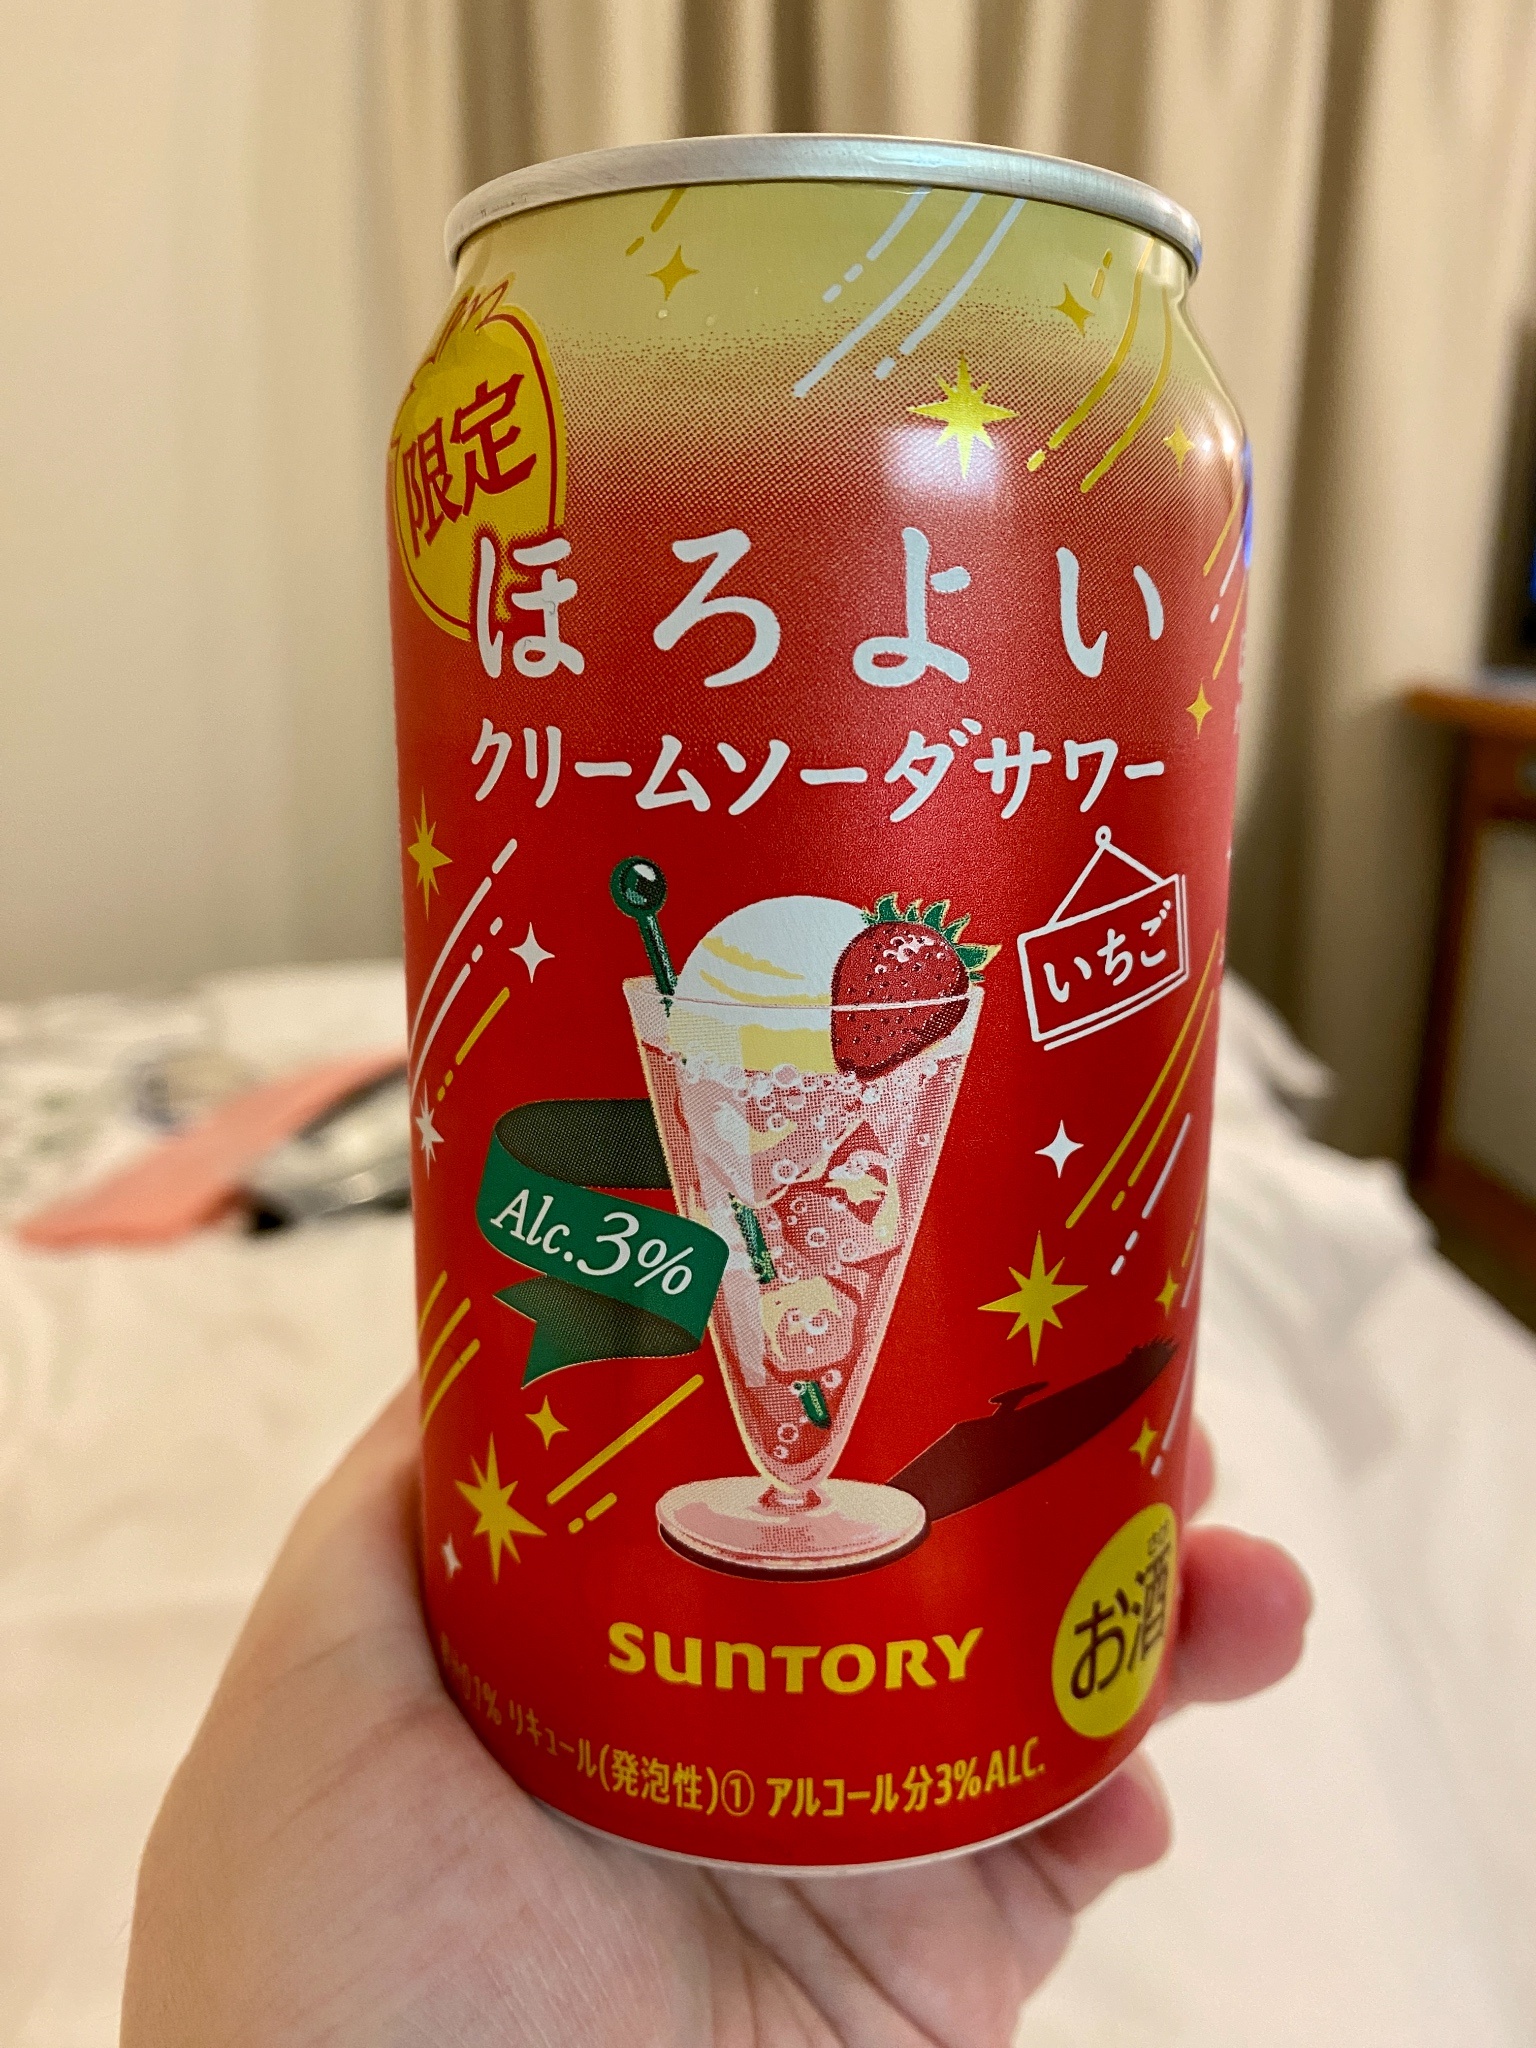 限定
ほろよい
クリームソーダサワー
いちご
Alc.3%
SUNTORY
お酒
リキュール(発泡性)① アルコール分3%ALC.